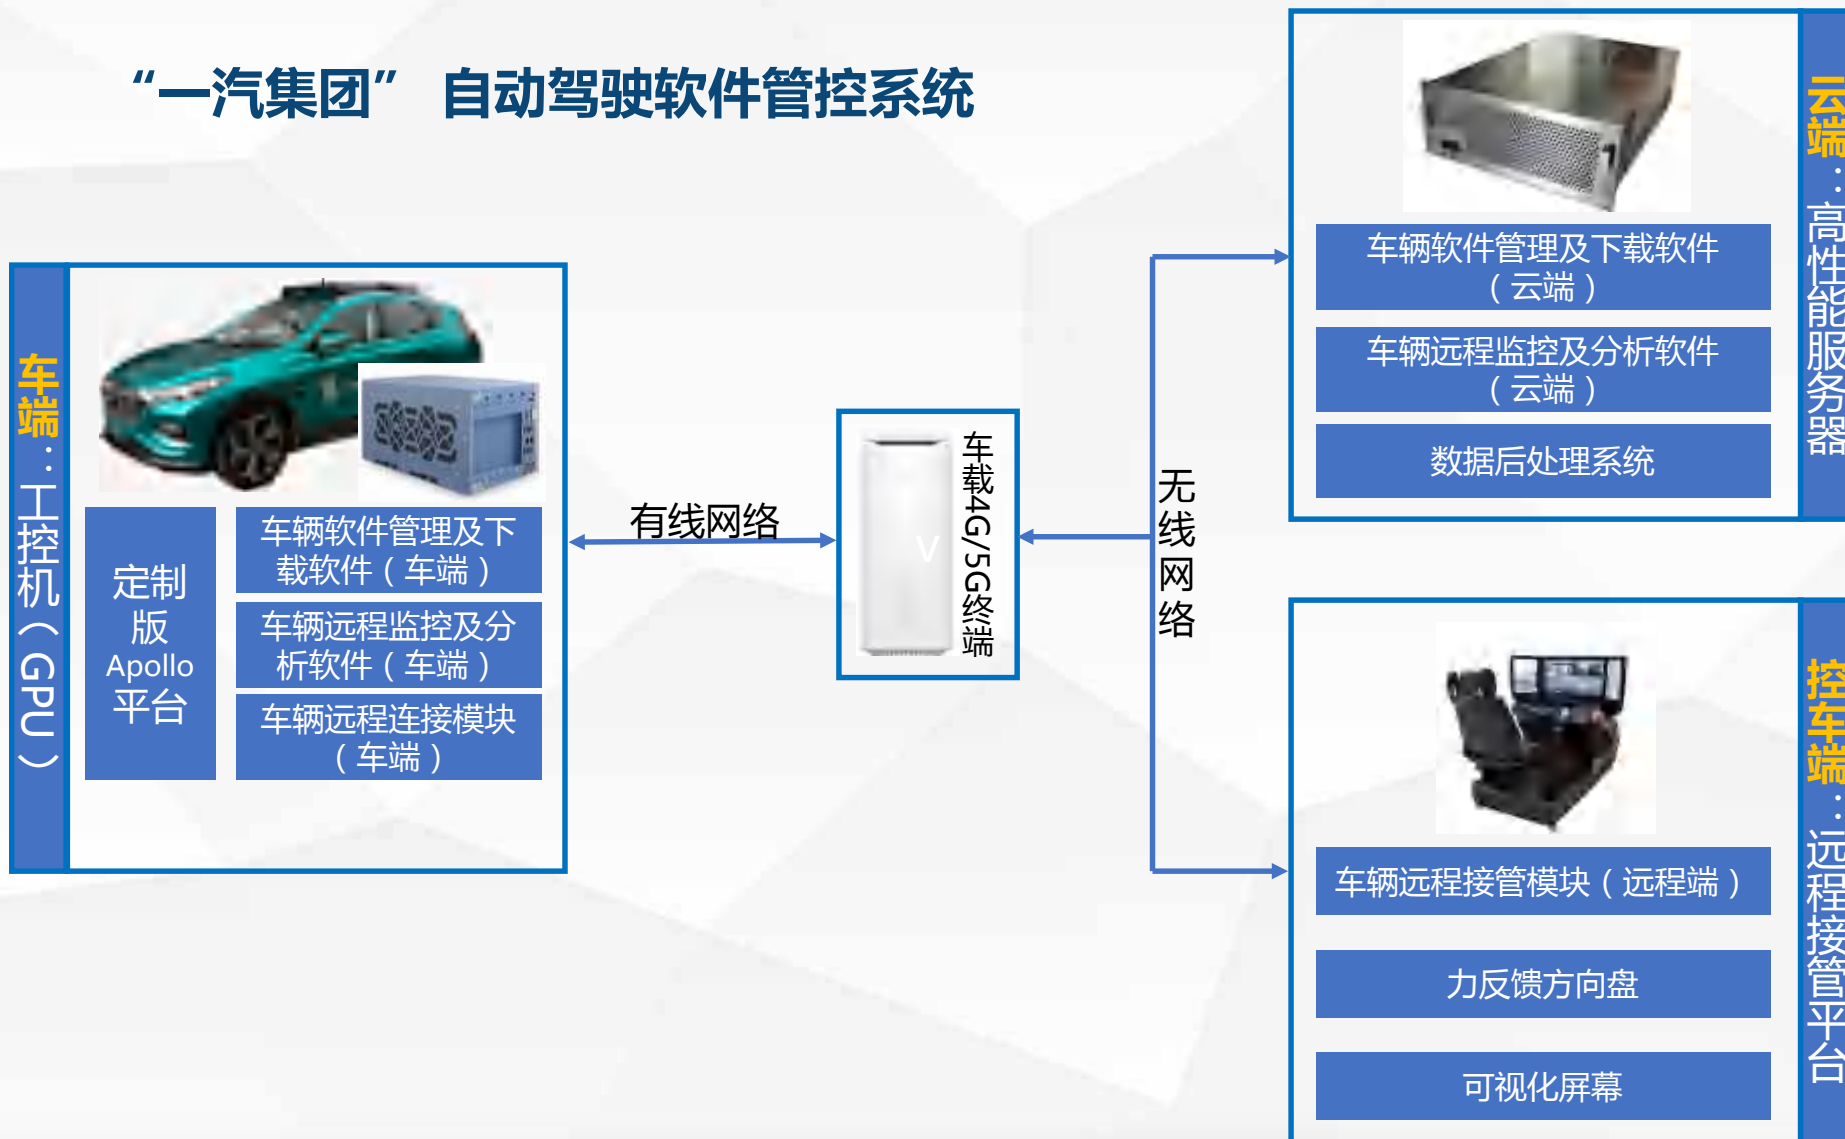 “一汽集团” 自动驾驶软件管控系统
车端：工控机（GPU）
定制
版
Apollo
平台
车辆软件管理及下
载软件（车端）
车辆远程监控及分
析软件（车端）
车辆远程连接模块
（车端）
有线网络
V
车载4G/5G终端
无线网络
车辆软件管理及下载软件
（云端）
车辆远程监控及分析软件
（云端）
数据后处理系统
云端：高性能服务器
车辆远程接管模块（远程端）
力反馈方向盘
可视化屏幕
控车端：远程接管平台